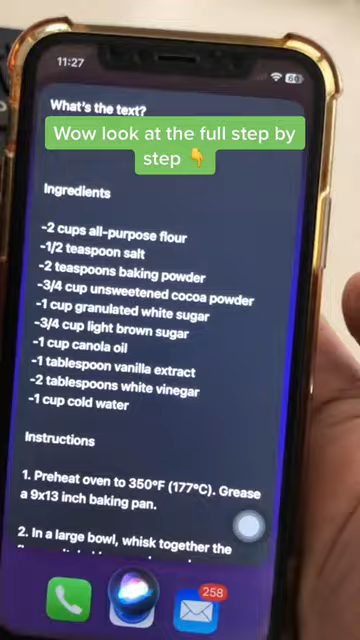 11:27
60
What's the text?
Wow look at the full step by
step 👇
Ingredients
-2 cups all-purpose flour
-1/2 teaspoon salt
-2 teaspoons baking powder
-3/4 cup unsweetened cocoa powder
-1 cup granulated white sugar
-3/4 cup light brown sugar
-1 cup canola oil
-1 tablespoon vanilla extract
-2 tablespoons white vinegar
-1 cup cold water
Instructions
1. Preheat oven to 350°F (177°C). Grease
a 9x13 inch baking pan.
2. In a large bowl, whisk together the
258